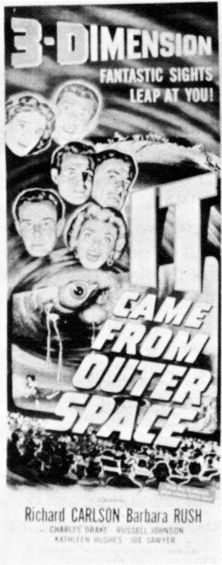 3-DIMENSION
FANTASTIC SIGHTS
LEAP AT YOU!
IT
CAME
FROM
OUTER
SPACE
Richard CARLSON Barbara RUSH
CHARLES DRAKE RUSSELL JOHNSON
KATHLEEN HUGHES JOE SAWYER